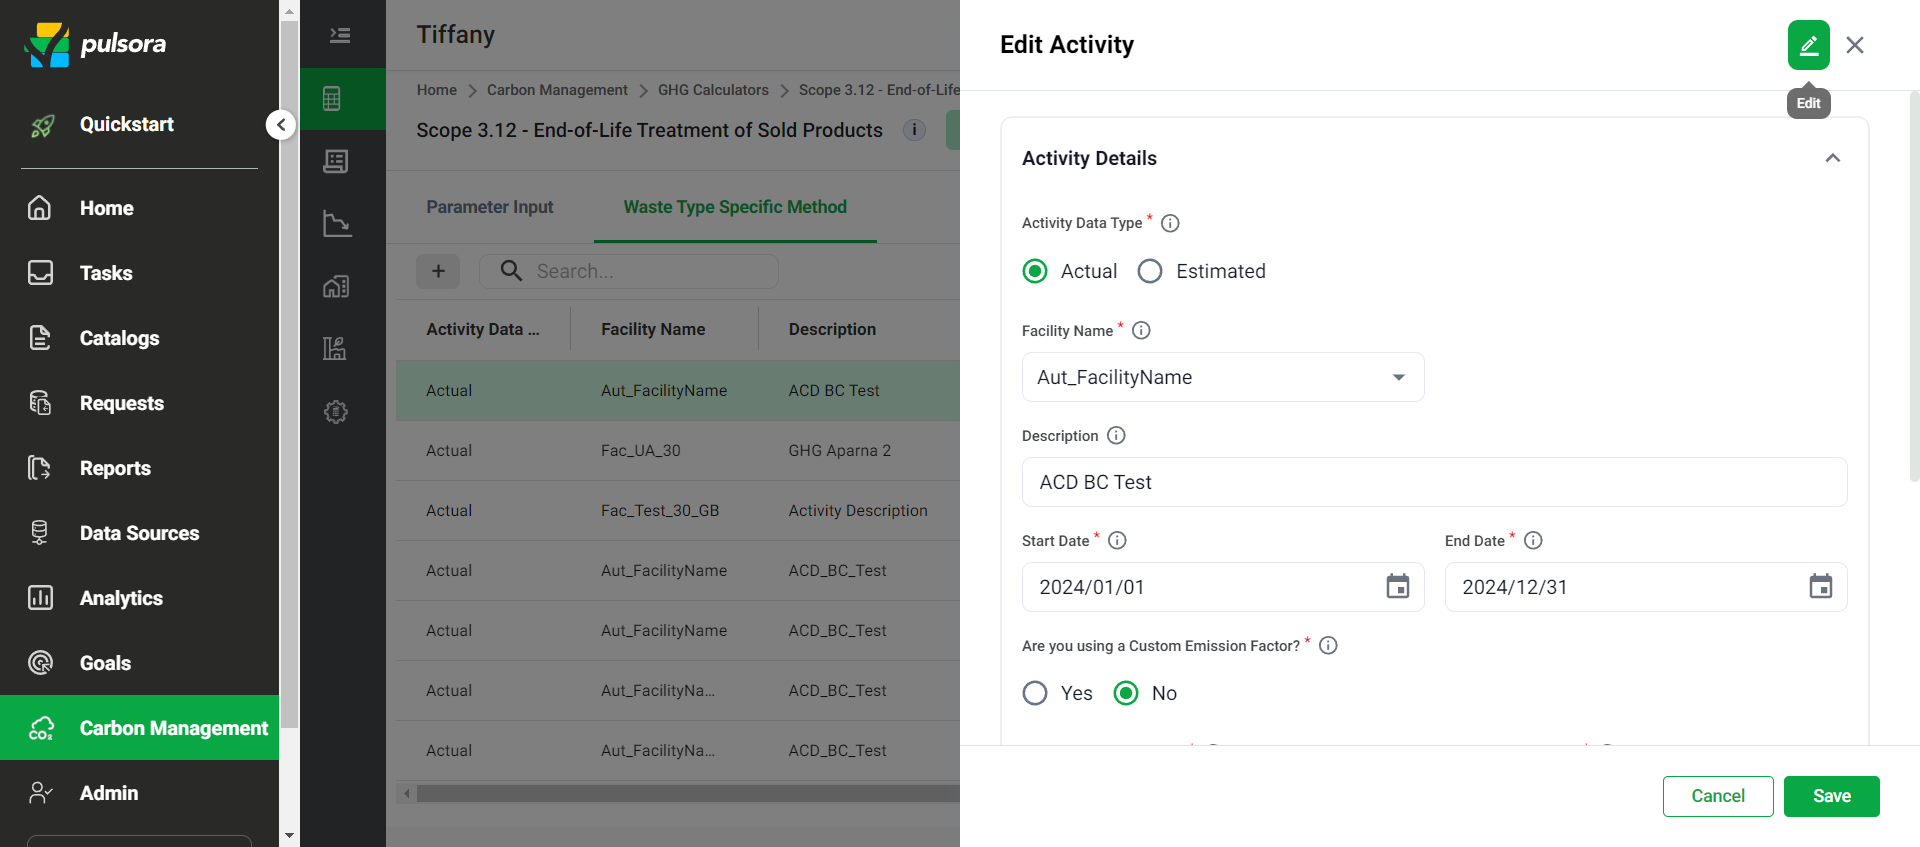 pulsora
Quickstart
Home
Tasks
Catalogs
Requests
Reports
Data Sources
Analytics
Goals
CO₂
Carbon Management
Admin
Tiffany
Home > Carbon Management > GHG Calculators > Scope 3.12 - End-of-Life
Scope 3.12 - End-of-Life Treatment of Sold Products i
Parameter Input
Waste Type Specific Method
+ Search...
Activity Data ... Facility Name Description
Actual Aut_FacilityName ACD BC Test
Actual Fac_UA_30 GHG Aparna 2
Actual Fac_Test_30_GB Activity Description
Actual Aut_FacilityName ACD_BC_Test
Actual Aut_FacilityName ACD_BC_Test
Actual Aut_FacilityNa... ACD_BC_Test
Actual Aut_FacilityNa... ACD_BC_Test
Edit Activity
Edit
Activity Details
Activity Data Type *
Actual Estimated
Facility Name *
Aut_FacilityName
Description
ACD BC Test
Start Date * End Date *
2024/01/01 2024/12/31
Are you using a Custom Emission Factor? *
Yes No
Cancel Save